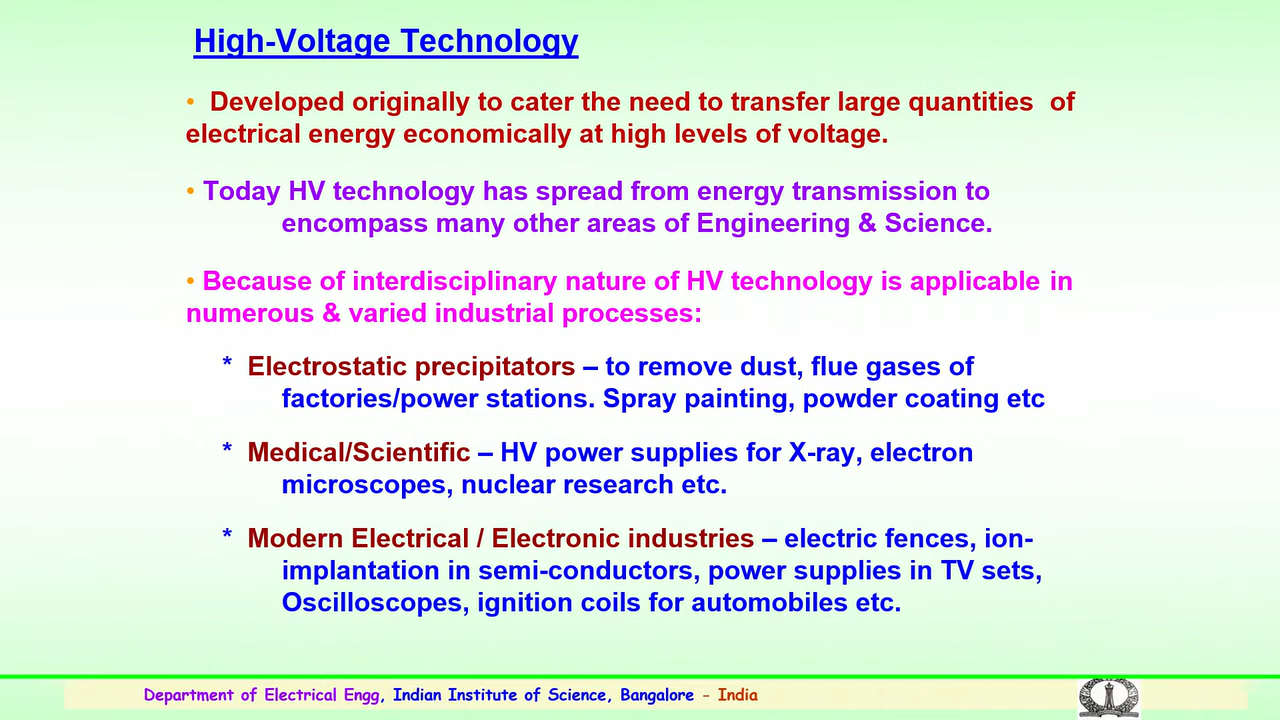 High-Voltage Technology
• Developed originally to cater the need to transfer large quantities of
electrical energy economically at high levels of voltage.
• Today HV technology has spread from energy transmission to
encompass many other areas of Engineering & Science.
• Because of interdisciplinary nature of HV technology is applicable in
numerous & varied industrial processes:
* Electrostatic precipitators – to remove dust, flue gases of
factories/power stations. Spray painting, powder coating etc
* Medical/Scientific – HV power supplies for X-ray, electron
microscopes, nuclear research etc.
* Modern Electrical / Electronic industries – electric fences, ion-
implantation in semi-conductors, power supplies in TV sets,
Oscilloscopes, ignition coils for automobiles etc.
Department of Electrical Engg, Indian Institute of Science, Bangalore - India